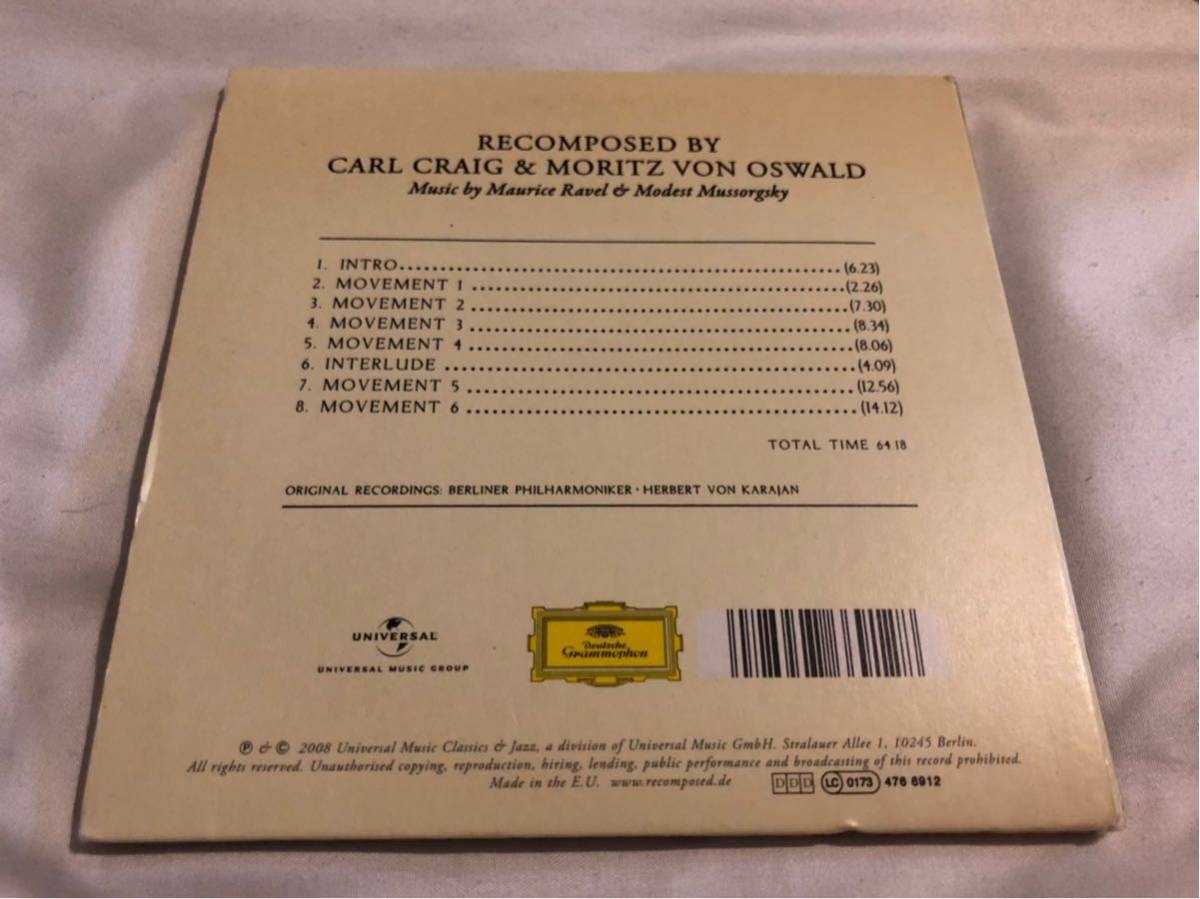 RECOMPOSED BY
CARL CRAIG & MORITZ VON OSWALD
Music by Maurice Ravel & Modest Mussorgsky
1. INTRO........................................................(6.23)
2. MOVEMENT 1 ................................................(2.26)
3. MOVEMENT 2 ................................................(7.30)
4. MOVEMENT 3 ................................................(8.34)
5. MOVEMENT 4 ................................................(8.06)
6. INTERLUDE ...................................................(4.09)
7. MOVEMENT 5 ................................................(12.56)
8. MOVEMENT 6 ................................................(14.12)
TOTAL TIME 64.18
ORIGINAL RECORDINGS: BERLINER PHILHARMONIKER · HERBERT VON KARAJAN
UNIVERSAL
UNIVERSAL MUSIC GROUP
Deutsche
Grammophon
℗ & © 2008 Universal Music Classics & Jazz, a division of Universal Music GmbH. Stralauer Allee 1, 10245 Berlin.
All rights reserved. Unauthorised copying, reproduction, hiring, lending, public performance and broadcasting of this record prohibited.
Made in the E.U. www.recomposed.de DDD LC 0173 476 6912